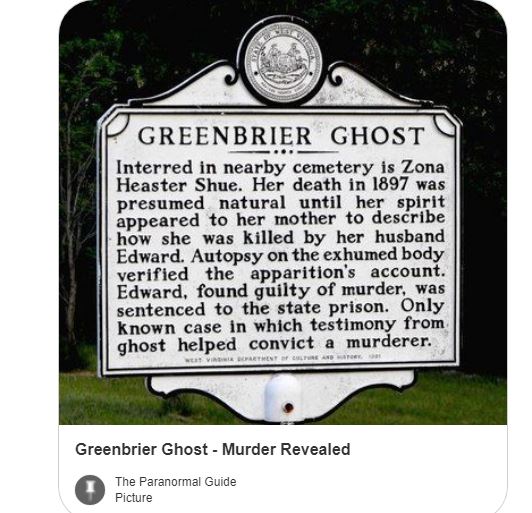 STATE OF WEST VIRGINIA
GREENBRIER GHOST
Interred in nearby cemetery is Zona
Heaster Shue. Her death in 1897 was
presumed natural until her spirit
appeared to her mother to describe
how she was killed by her husband
Edward. Autopsy on the exhumed body
verified the apparition's account.
Edward, found guilty of murder, was
sentenced to the state prison. Only
known case in which testimony from
ghost helped convict a murderer.
WEST VIRGINIA DEPARTMENT OF CULTURE AND HISTORY,
Greenbrier Ghost - Murder Revealed
The Paranormal Guide
Picture